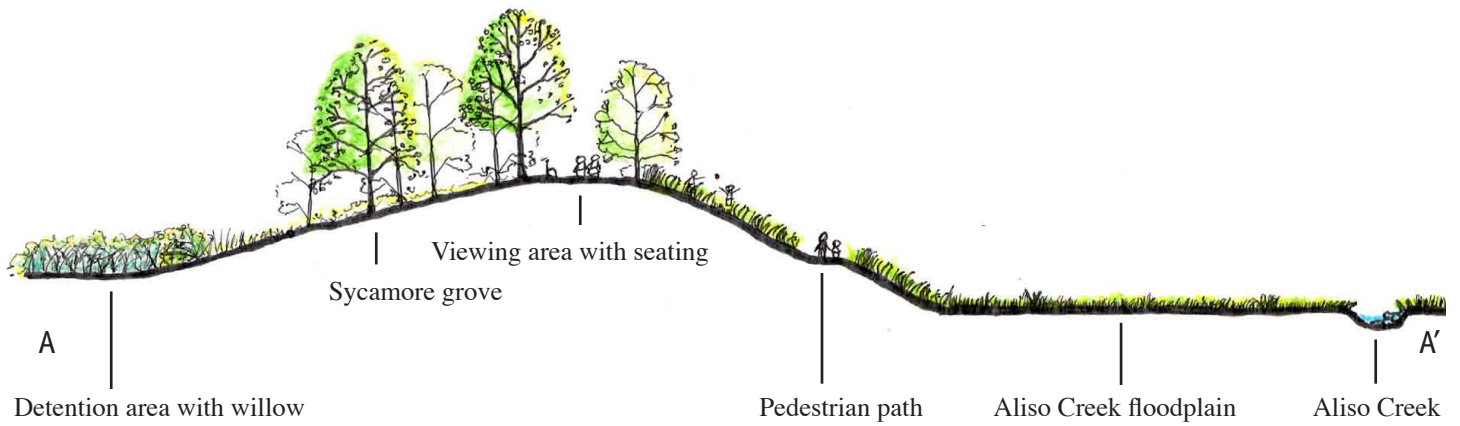 Viewing area with seating
Sycamore grove
A
A′
Detention area with willow
Pedestrian path
Aliso Creek floodplain
Aliso Creek